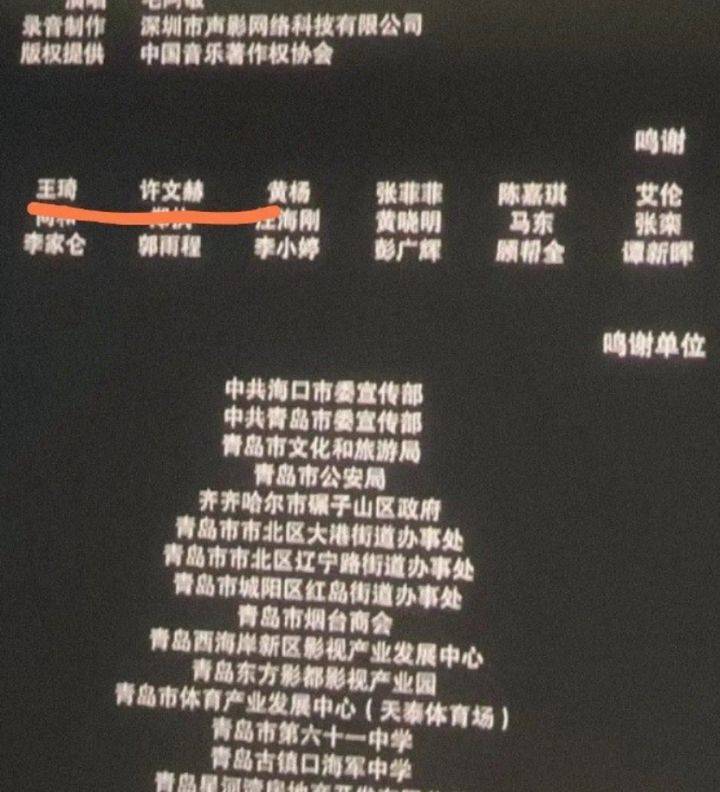 演唱
录音制作 深圳市声影网络科技有限公司
版权提供 中国音乐著作权协会
鸣谢
王琦 许文赫 黄杨 张菲菲 陈嘉琪 艾伦
汪海刚 黄晓明 马东 张栾
李家仑 郭雨程 李小婷 彭广辉 顾帮全 谭新晖
鸣谢单位
中共海口市委宣传部
中共青岛市委宣传部
青岛市文化和旅游局
青岛市公安局
齐齐哈尔市碾子山区政府
青岛市市北区大港街道办事处
青岛市市北区辽宁路街道办事处
青岛市城阳区红岛街道办事处
青岛市烟台商会
青岛西海岸新区影视产业发展中心
青岛东方影都影视产业园
青岛市体育产业发展中心（天泰体育场）
青岛市第六十一中学
青岛古镇口海军中学